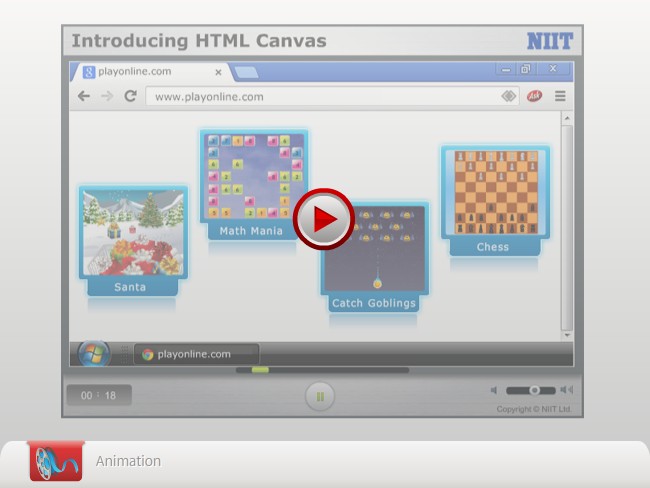 Introducing HTML Canvas
NIIT
playonline.com
www.playonline.com
Santa
Math Mania
Catch Goblings
Chess
playonline.com
00 : 18
Copyright © NIIT Ltd.
Animation